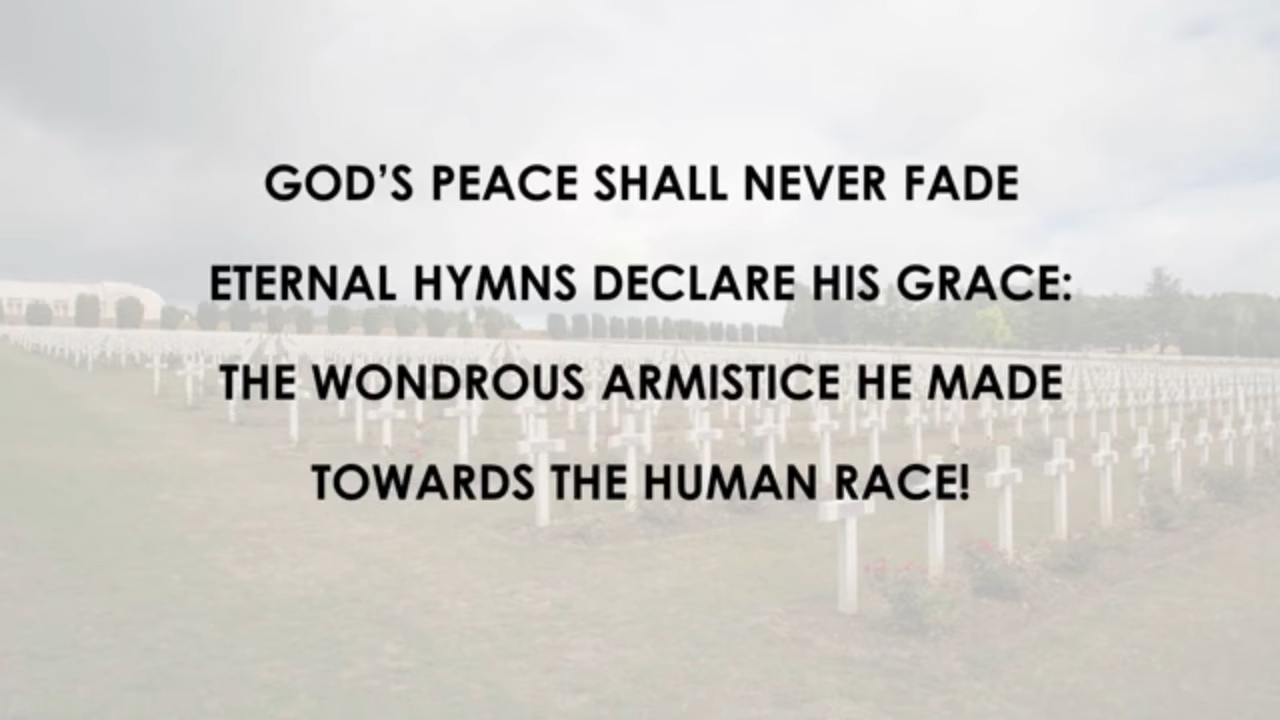 GOD’S PEACE SHALL NEVER FADE
ETERNAL HYMNS DECLARE HIS GRACE:
THE WONDROUS ARMISTICE HE MADE
TOWARDS THE HUMAN RACE!